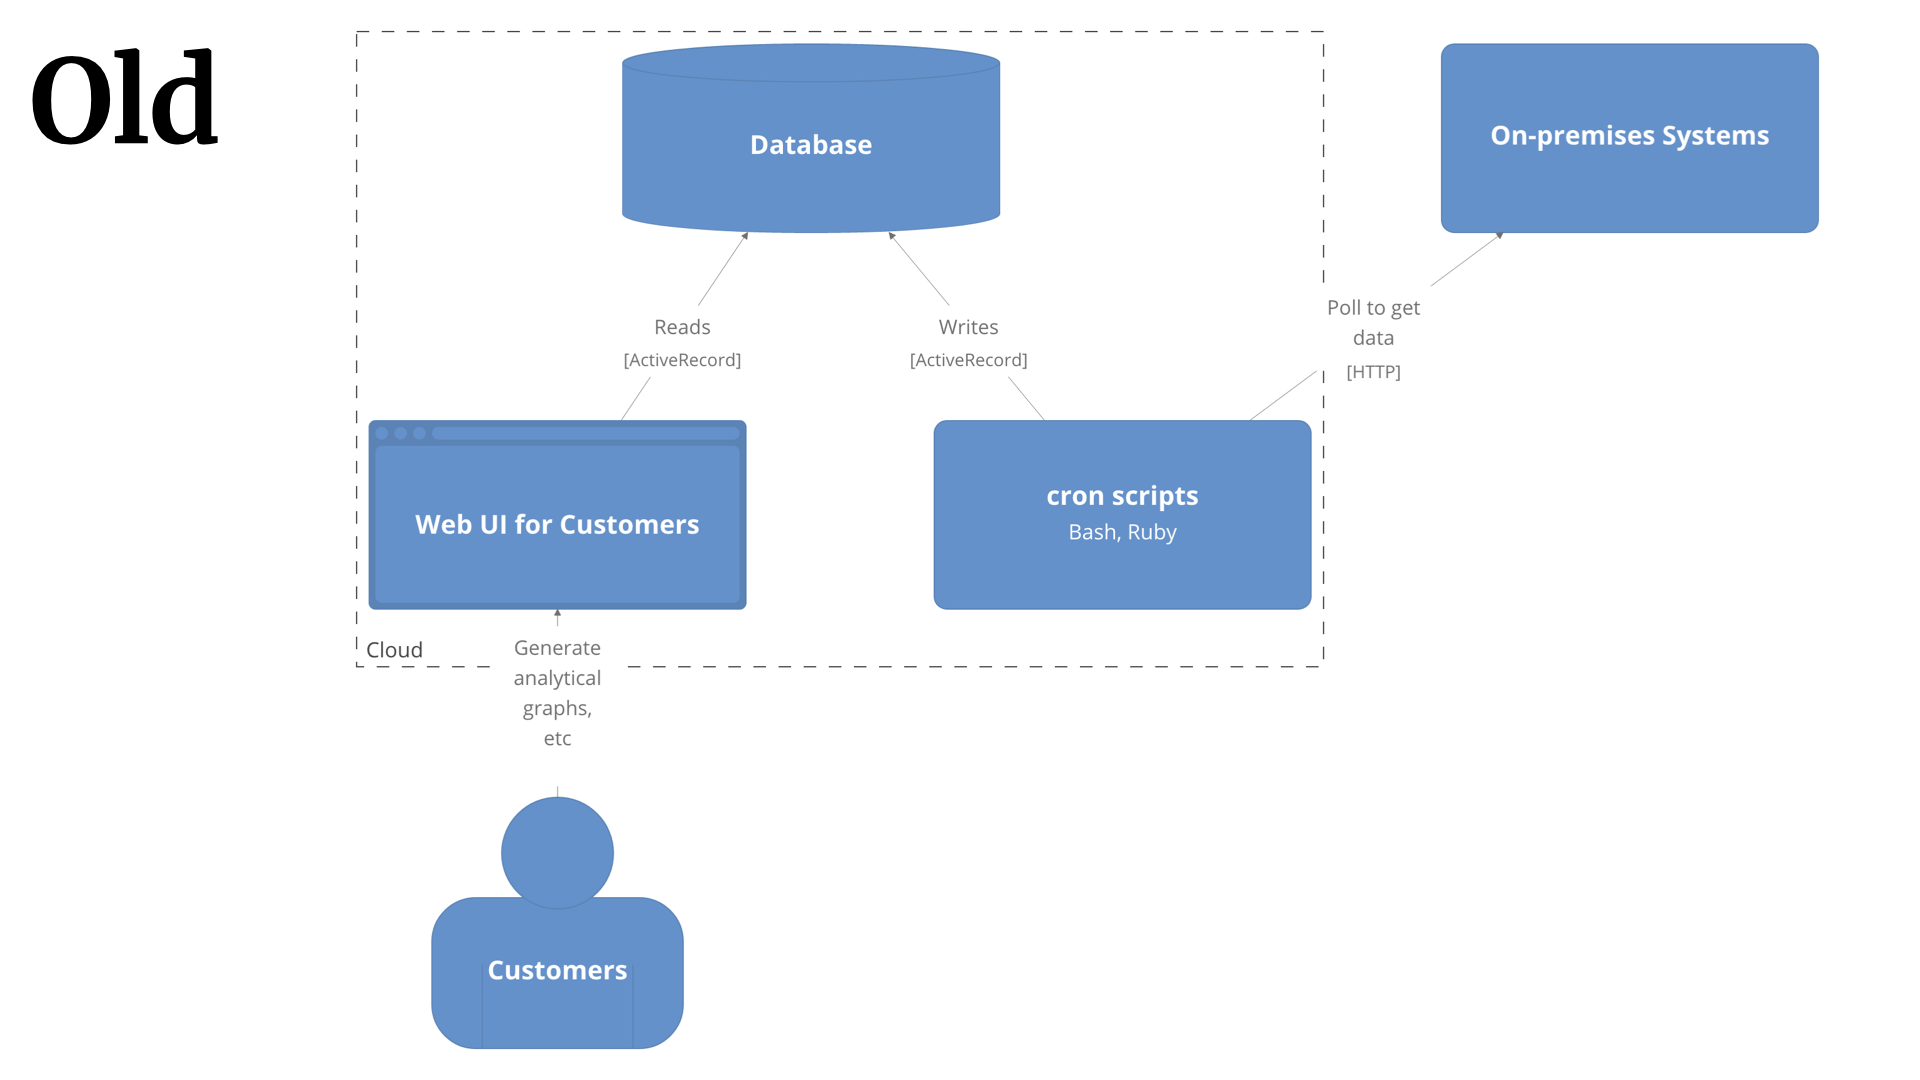 Old
Database
On-premises Systems
Reads
[ActiveRecord]
Writes
[ActiveRecord]
Poll to get
data
[HTTP]
Web UI for Customers
cron scripts
Bash, Ruby
Cloud
Generate
analytical
graphs,
etc
Customers